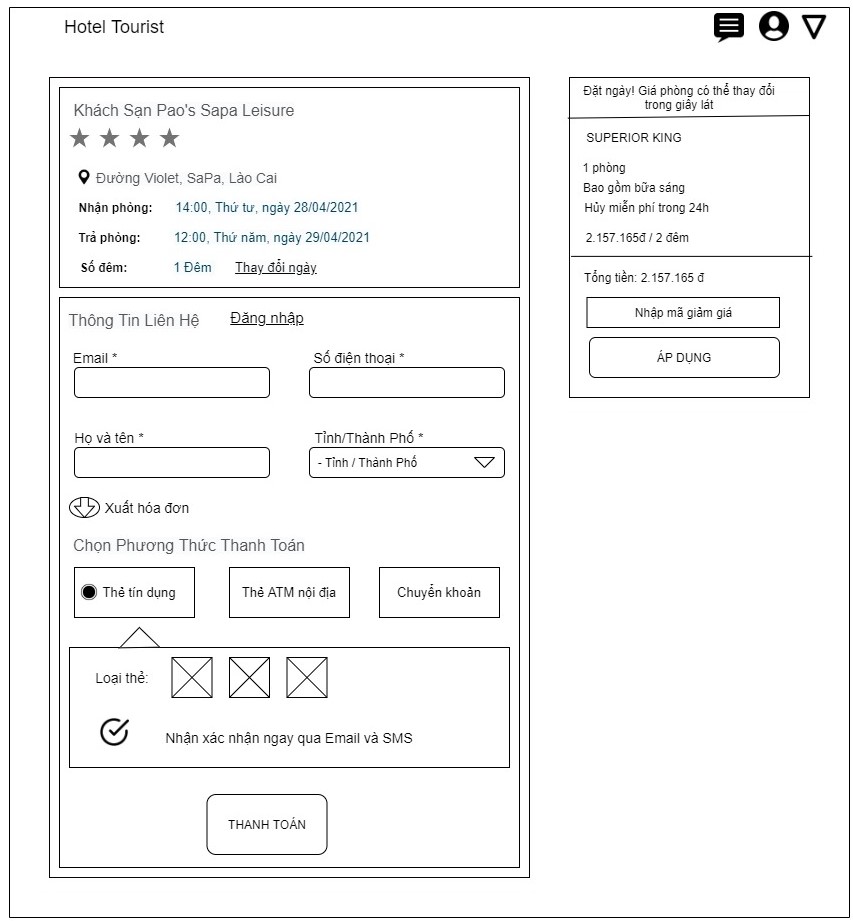 Hotel Tourist
Khách Sạn Pao's Sapa Leisure
Đường Violet, SaPa, Lào Cai
Nhận phòng: 14:00, Thứ tư, ngày 28/04/2021
Trả phòng: 12:00, Thứ năm, ngày 29/04/2021
Số đêm: 1 Đêm Thay đổi ngày
Thông Tin Liên Hệ Đăng nhập
Email * Số điện thoại *
Họ và tên * Tỉnh/Thành Phố *
- Tỉnh / Thành Phố
Xuất hóa đơn
Chọn Phương Thức Thanh Toán
Thẻ tín dụng Thẻ ATM nội địa Chuyển khoản
Loại thẻ:
Nhận xác nhận ngay qua Email và SMS
THANH TOÁN
Đặt ngay! Giá phòng có thể thay đổi
trong giây lát
SUPERIOR KING
1 phòng
Bao gồm bữa sáng
Hủy miễn phí trong 24h
2.157.165đ / 2 đêm
Tổng tiền: 2.157.165 đ
Nhập mã giảm giá
ÁP DỤNG